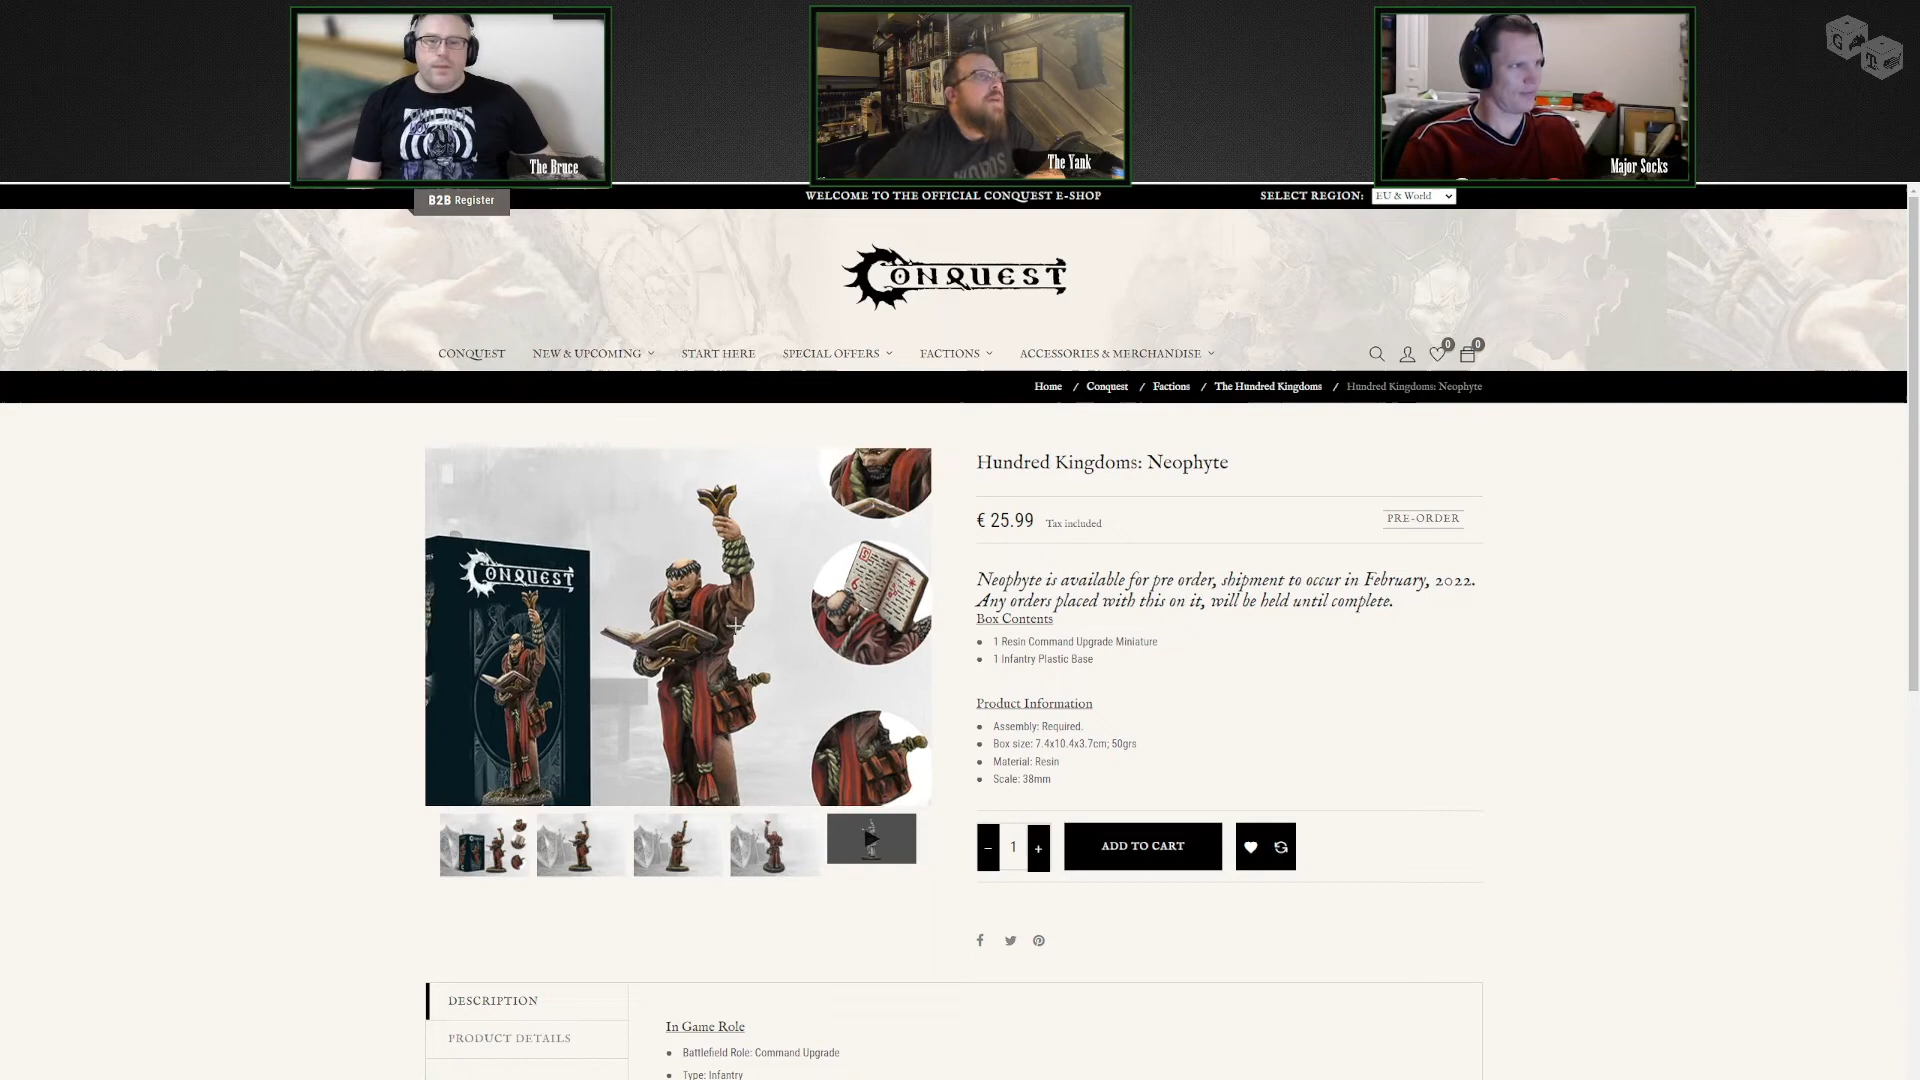 The Bruce
The Yank
Major Socks
B2B Register
WELCOME TO THE OFFICIAL CONQUEST E-SHOP
SELECT REGION:
EU & World
CONQUEST
CONQUEST
NEW & UPCOMING
START HERE
SPECIAL OFFERS
FACTIONS
ACCESSORIES & MERCHANDISE
0
0
Home / Conquest / Factions / The Hundred Kingdoms / Hundred Kingdoms: Neophyte
CONQUEST
Hundred Kingdoms: Neophyte
€ 25.99 Tax included
PRE-ORDER
Neophyte is available for pre order, shipment to occur in February, 2022.
Any orders placed with this on it, will be held until complete.
Box Contents
1 Resin Command Upgrade Miniature
1 Infantry Plastic Base
Product Information
Assembly: Required.
Box size: 7.4x10.4x3.7cm; 50grs
Material: Resin
Scale: 38mm
– 1 +
ADD TO CART
DESCRIPTION
PRODUCT DETAILS
In Game Role
Battlefield Role: Command Upgrade
Type: Infantry